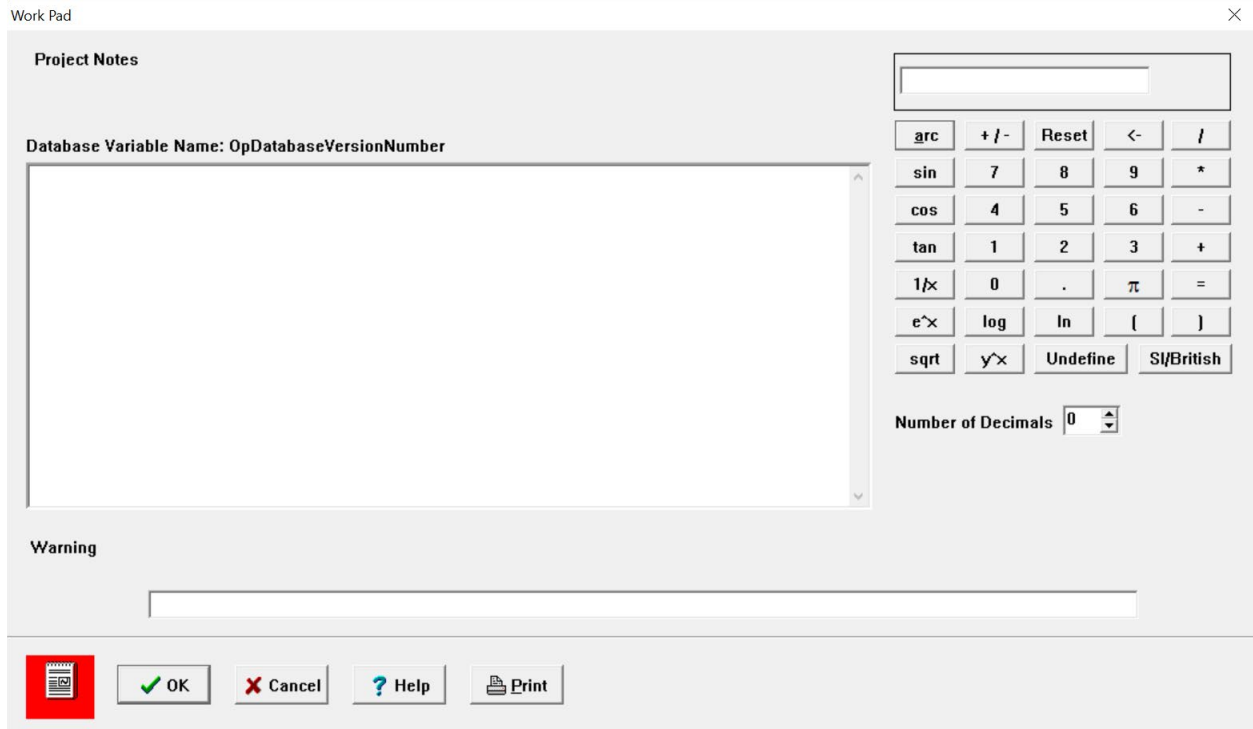 Work Pad
Project Notes
Database Variable Name: OpDatabaseVersionNumber
arc +/- Reset <- /
sin 7 8 9 *
cos 4 5 6 -
tan 1 2 3 +
1/x 0 . π =
e^x log ln ( )
sqrt y^x Undefine SI/British
Number of Decimals 0
Warning
OK Cancel ? Help Print